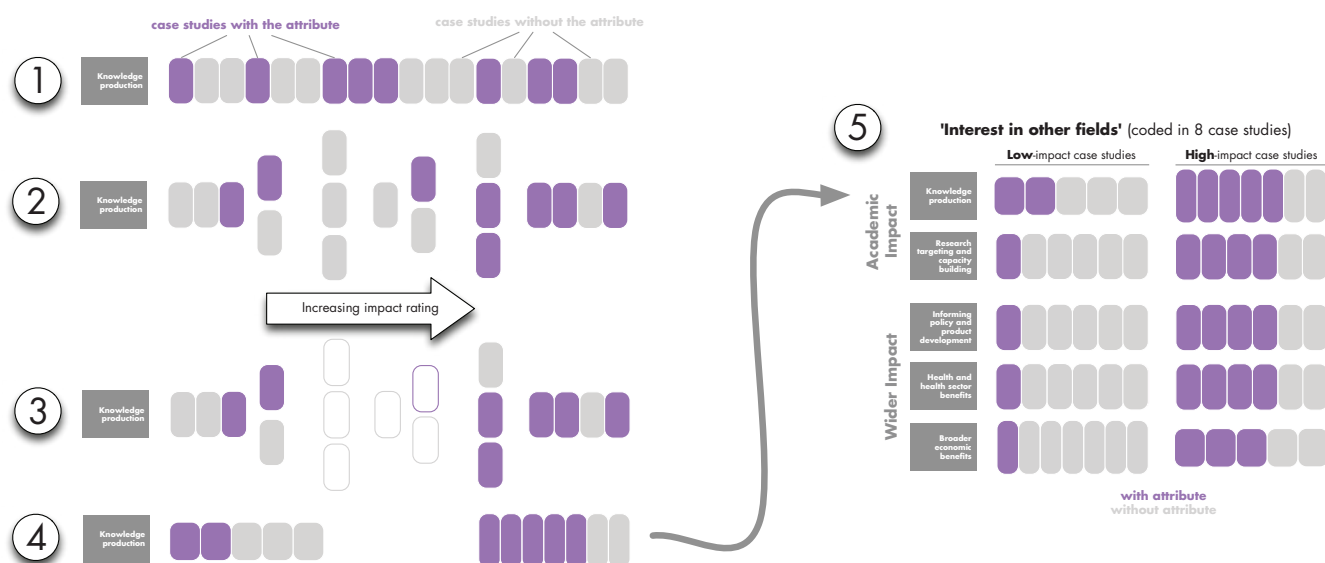 case studies with the attribute
case studies without the attribute
1
Knowledge
production
2
Knowledge
production
Increasing impact rating
3
Knowledge
production
4
Knowledge
production
5
'Interest in other fields' (coded in 8 case studies)
Low-impact case studies
High-impact case studies
Academic
Impact
Knowledge
production
Research
targeting and
capacity
building
Wider Impact
Informing
policy and
product
development
Health and
health sector
benefits
Broader
economic
benefits
with attribute
without attribute